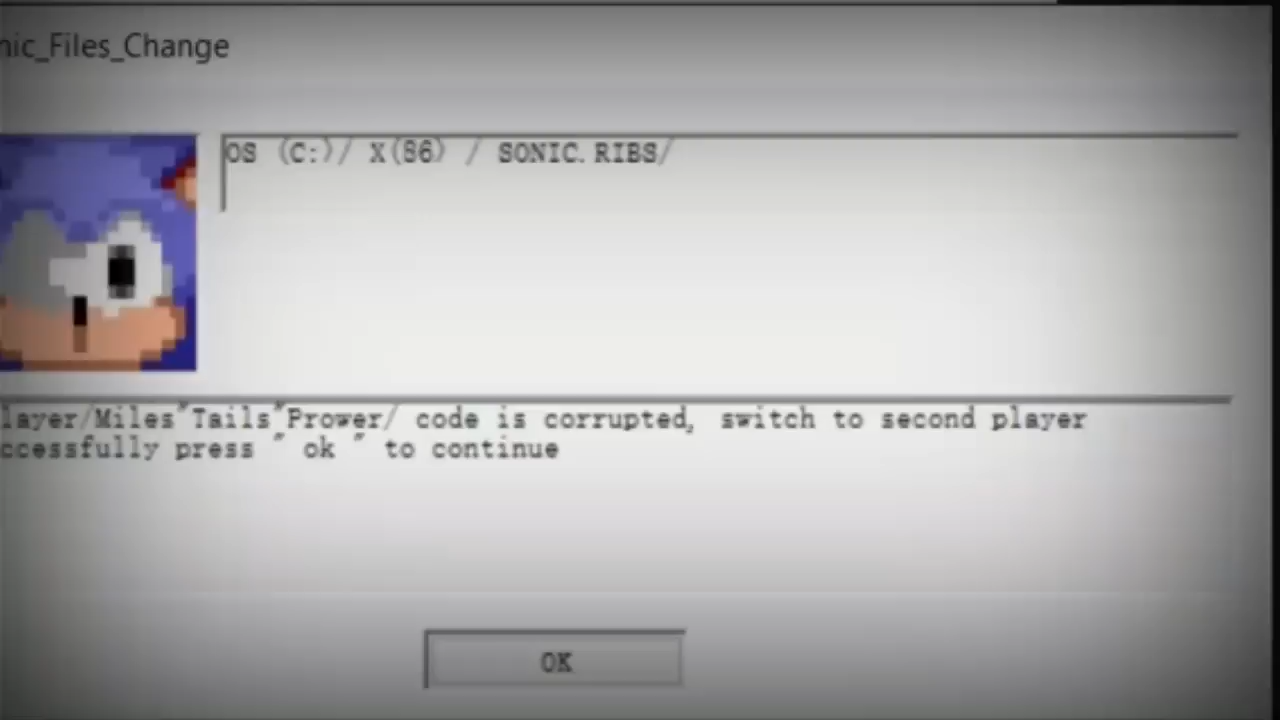 nic_Files_Change
OS (C:)/ X(86) / SONIC.RIBS/
layer/Miles"Tails"Prower/ code is corrupted, switch to second player
ccessfully press " ok " to continue
OK